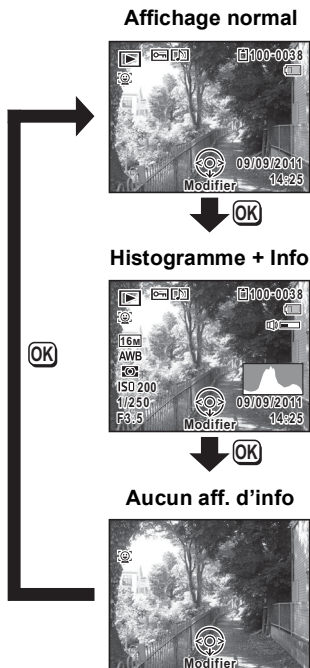 Affichage normal
100-0038
09/09/2011
14:25
Modifier
OK
Histogramme + Info
100-0038
16M
AWB
ISO 200
1/250
F3.5
09/09/2011
14:25
Modifier
OK
OK
Aucun aff. d’info
Modifier